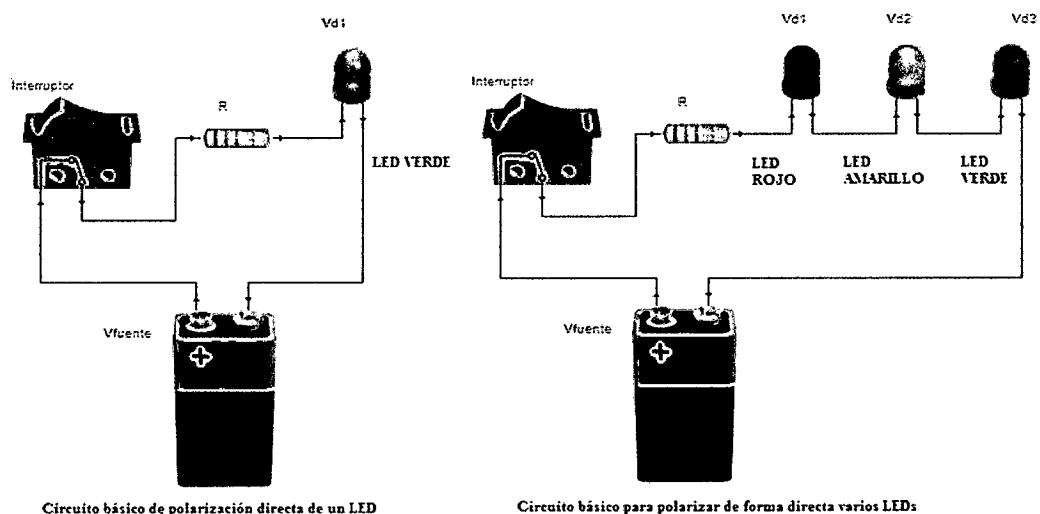 Vd1
Interruptor
R
LED VERDE
Vfuente
+
Circuito básico de polarización directa de un LED
Vd1
Vd2
Vd3
Interruptor
R
LED
ROJO
LED
AMARILLO
LED
VERDE
Vfuente
+
Circuito básico para polarizar de forma directa varios LEDs